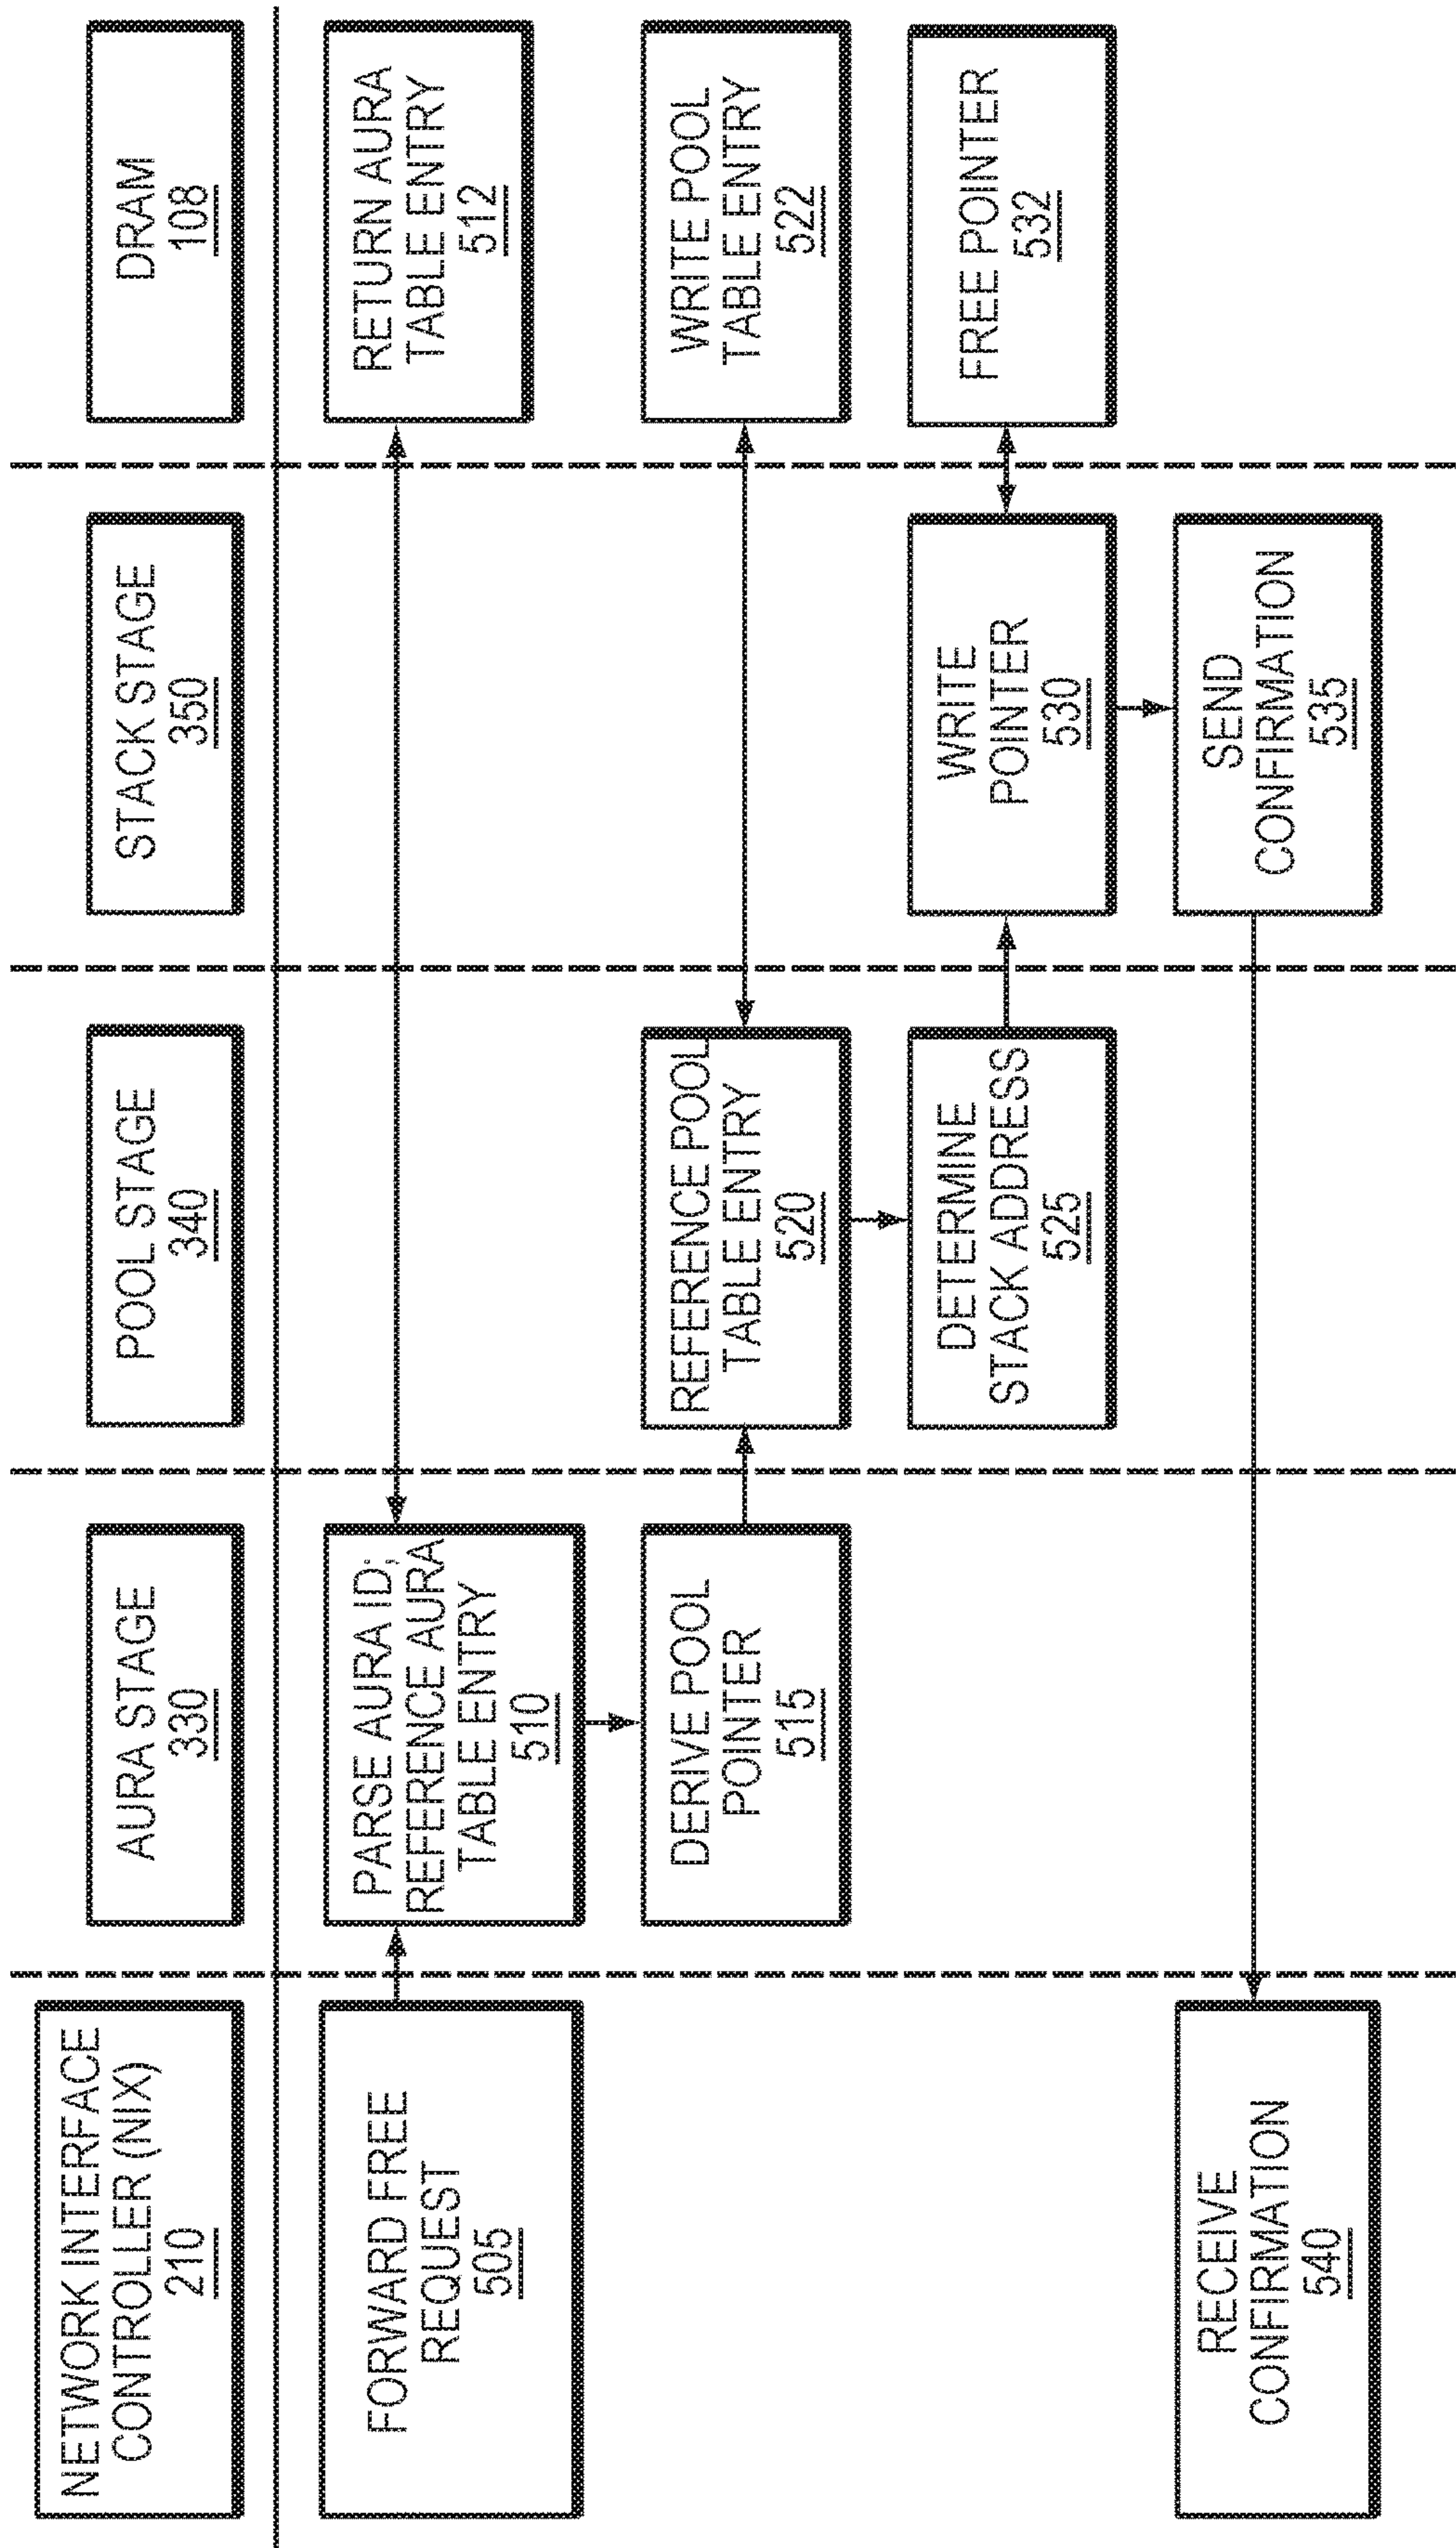 NETWORK INTERFACE
CONTROLLER (NIX)
210
AURA STAGE
330
POOL STAGE
340
STACK STAGE
350
DRAM
108
FORWARD FREE
REQUEST
505
PARSE AURA ID;
REFERENCE AURA
TABLE ENTRY
510
RETURN AURA
TABLE ENTRY
512
DERIVE POOL
POINTER
515
REFERENCE POOL
TABLE ENTRY
520
WRITE POOL
TABLE ENTRY
522
DETERMINE
STACK ADDRESS
525
WRITE
POINTER
530
FREE POINTER
532
RECEIVE
CONFIRMATION
540
SEND
CONFIRMATION
535